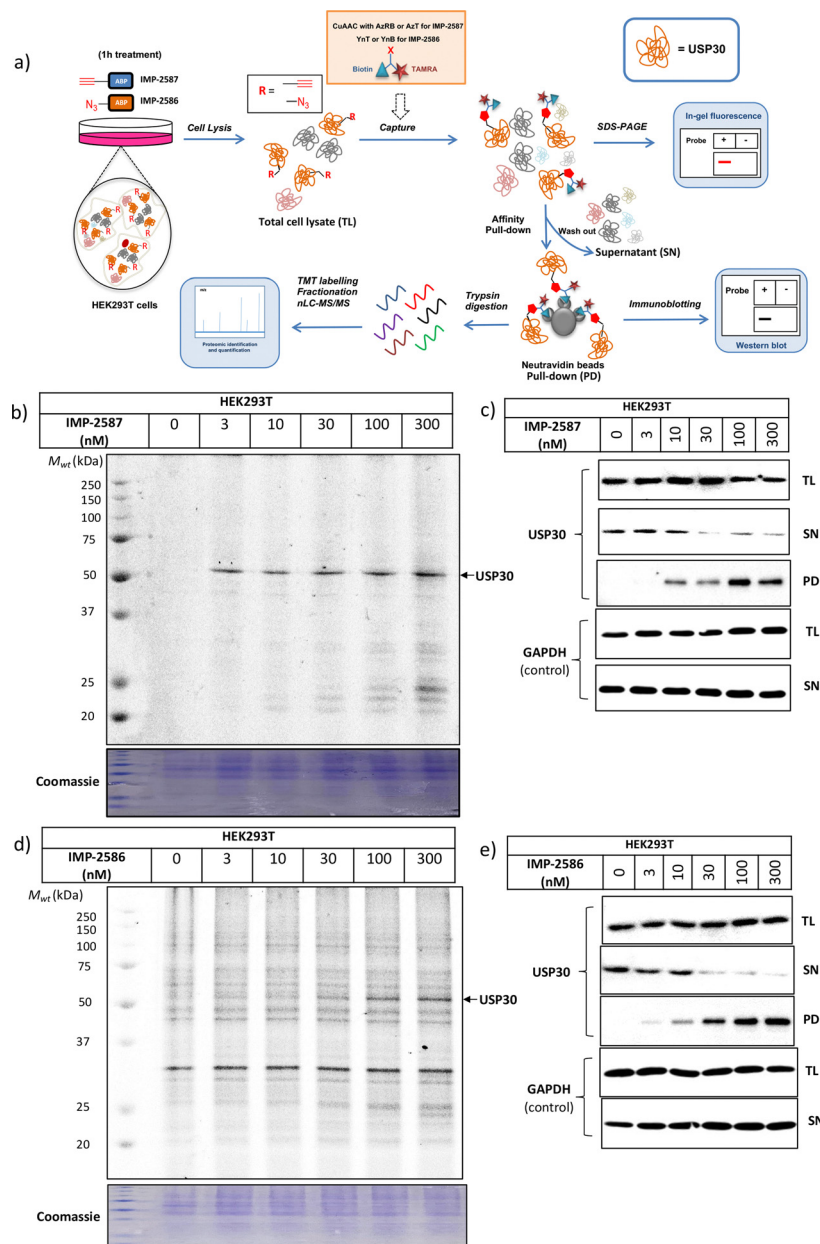 a)
(1h treatment)
ABP
IMP-2587
N₃
ABP
IMP-2586
R
R
R
R
R
R
R
HEK293T cells
Cell Lysis
R =
N₃
R
R
R
Total cell lysate (TL)
CuAAC with AzRB or AzT for IMP-2587
YnT or YnB for IMP-2586
X
Biotin
TAMRA
Capture
= USP30
SDS-PAGE
In-gel fluorescence
Probe
+
-
Affinity
Pull-down
Wash out
Supernatant (SN)
Neutravidin beads
Pull-down (PD)
Immunoblotting
Probe
+
-
Western blot
Trypsin
digestion
TMT labelling
Fractionation
nLC-MS/MS
m/z
Proteomic identification
and quantification
b)
HEK293T
IMP-2587
(nM)
0 3 10 30 100 300
Mwt (kDa)
250
150
100
75
50
37
25
20
USP30
Coomassie
c)
HEK293T
IMP-2587
(nM)
0 3 10 30 100 300
USP30
TL
SN
PD
GAPDH
(control)
TL
SN
d)
HEK293T
IMP-2586
(nM)
0 3 10 30 100 300
Mwt (kDa)
250
150
100
75
50
37
25
20
USP30
Coomassie
e)
HEK293T
IMP-2586
(nM)
0 3 10 30 100 300
USP30
TL
SN
PD
GAPDH
(control)
TL
SN